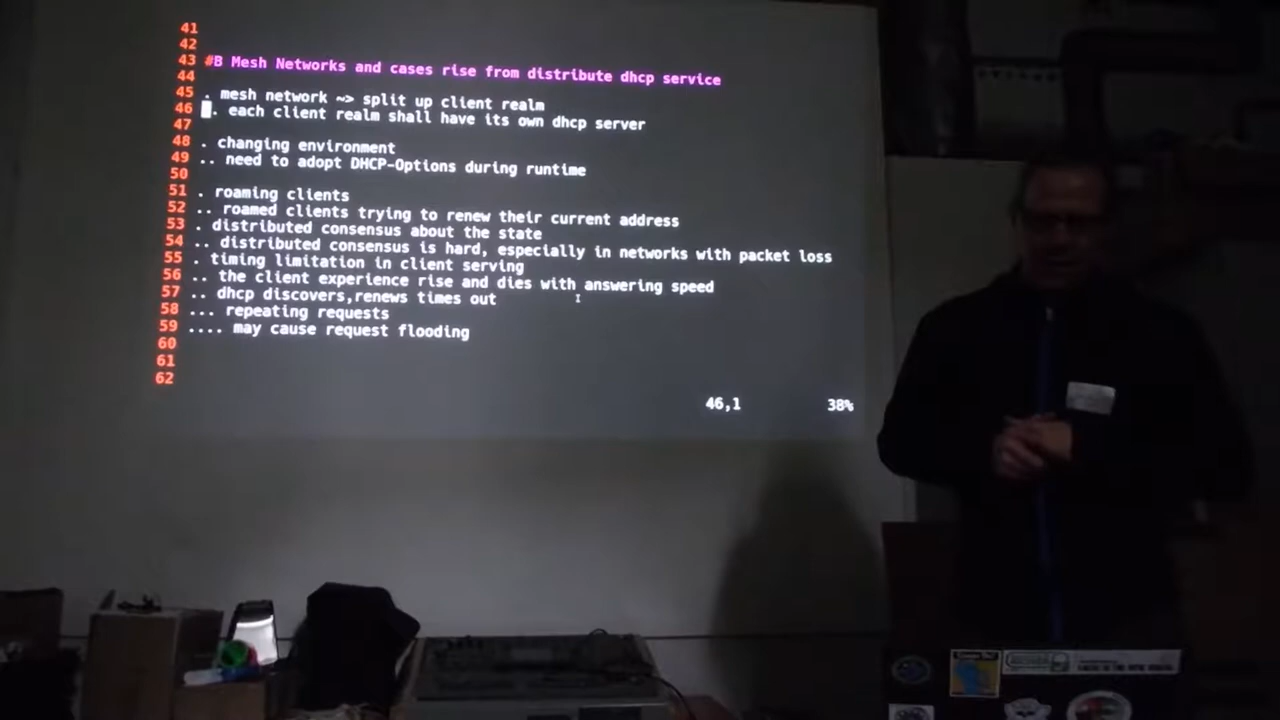 41
42
43 #B Mesh Networks and cases rise from distribute dhcp service
44
45 . mesh network ~> split up client realm
46 . each client realm shall have its own dhcp server
47
48 . changing environment
49 .. need to adopt DHCP-Options during runtime
50
51 . roaming clients
52 .. roamed clients trying to renew their current address
53 . distributed consensus about the state
54 .. distributed consensus is hard, especially in networks with packet loss
55 . timing limitation in client serving
56 .. the client experience rise and dies with answering speed
57 .. dhcp discovers,renews times out
58 ... repeating requests
59 .... may cause request flooding
60
61
62
46,1 38%